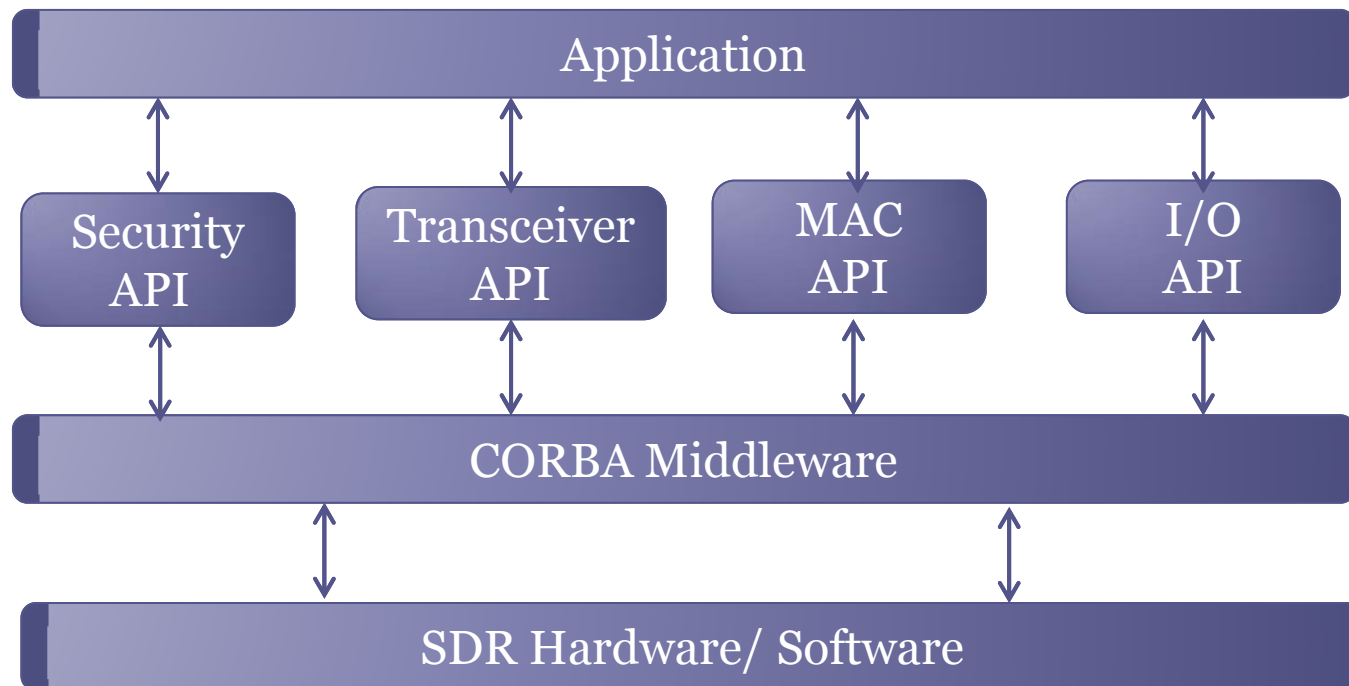 Application
Security
API
Transceiver
API
MAC
API
I/O
API
CORBA Middleware
SDR Hardware/ Software